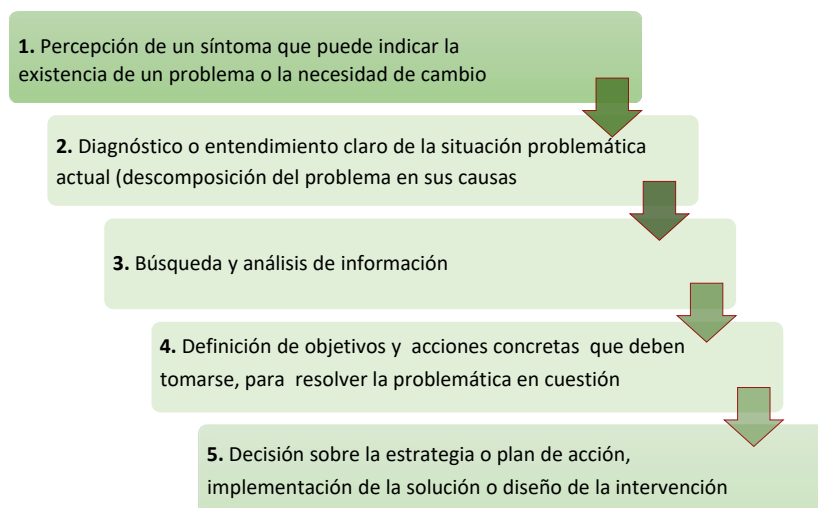 1. Percepción de un síntoma que puede indicar la
existencia de un problema o la necesidad de cambio
2. Diagnóstico o entendimiento claro de la situación problemática
actual (descomposición del problema en sus causas
3. Búsqueda y análisis de información
4. Definición de objetivos y acciones concretas que deben
tomarse, para resolver la problemática en cuestión
5. Decisión sobre la estrategia o plan de acción,
implementación de la solución o diseño de la intervención